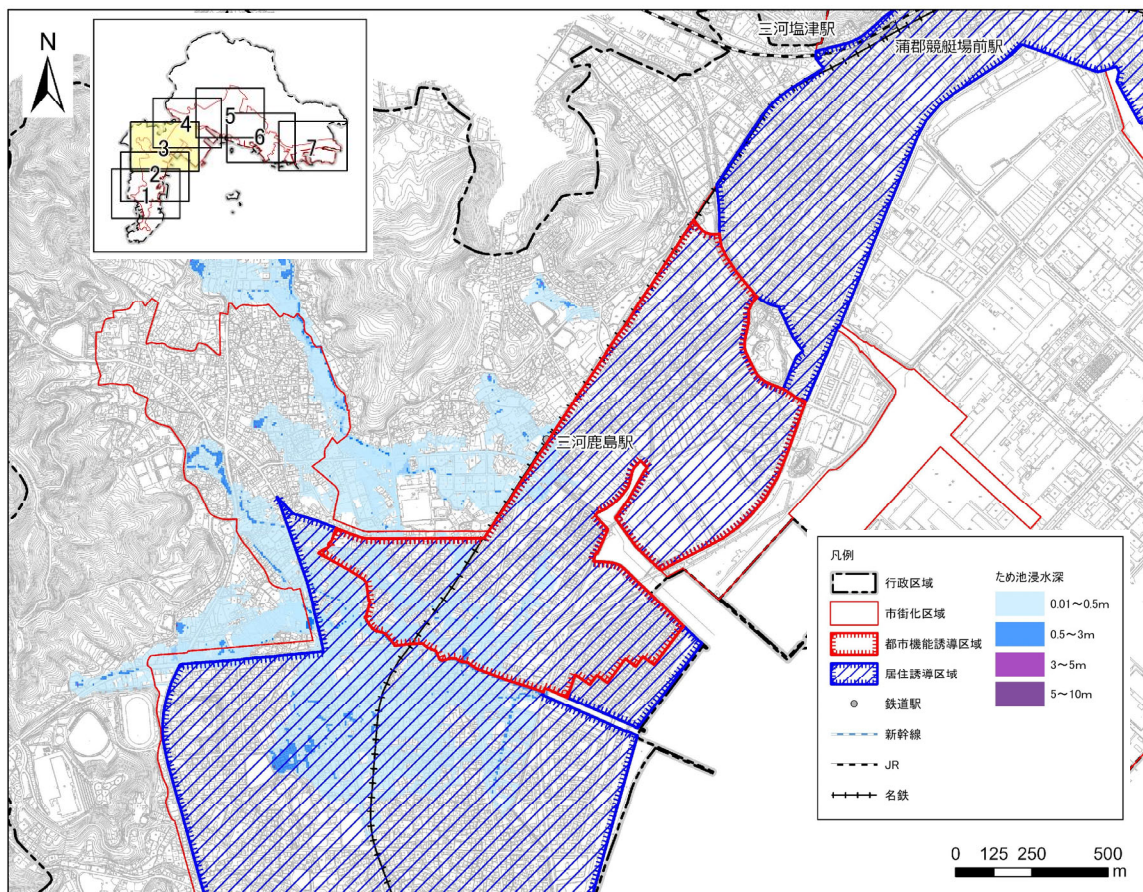 N
5
4
6
3
7
2
1
三河塩津駅
蒲郡競艇場前駅
三河鹿島駅
凡例
行政区域
市街化区域
都市機能誘導区域
居住誘導区域
鉄道駅
新幹線
JR
名鉄
ため池浸水深
0.01～0.5m
0.5～3m
3～5m
5～10m
0 125 250 500
m